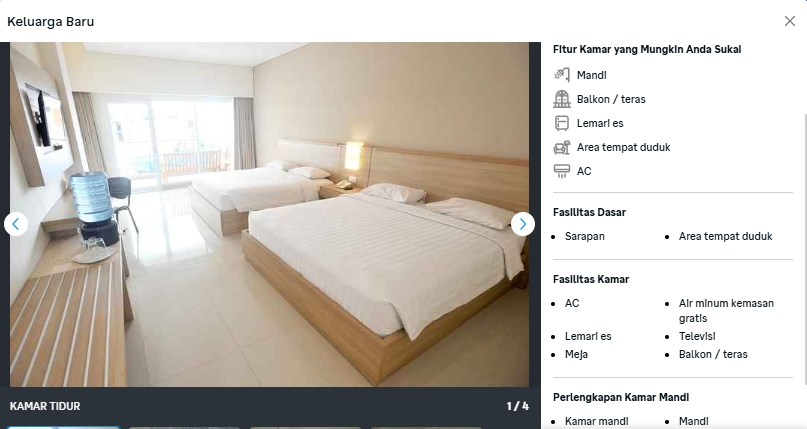 Keluarga Baru
Fitur Kamar yang Mungkin Anda Sukai
Mandi
Balkon / teras
Lemari es
Area tempat duduk
AC
Fasilitas Dasar
Sarapan
Area tempat duduk
Fasilitas Kamar
AC
Air minum kemasan
gratis
Lemari es
Televisi
Meja
Balkon / teras
Perlengkapan Kamar Mandi
Kamar mandi
Mandi
KAMAR TIDUR
1 / 4